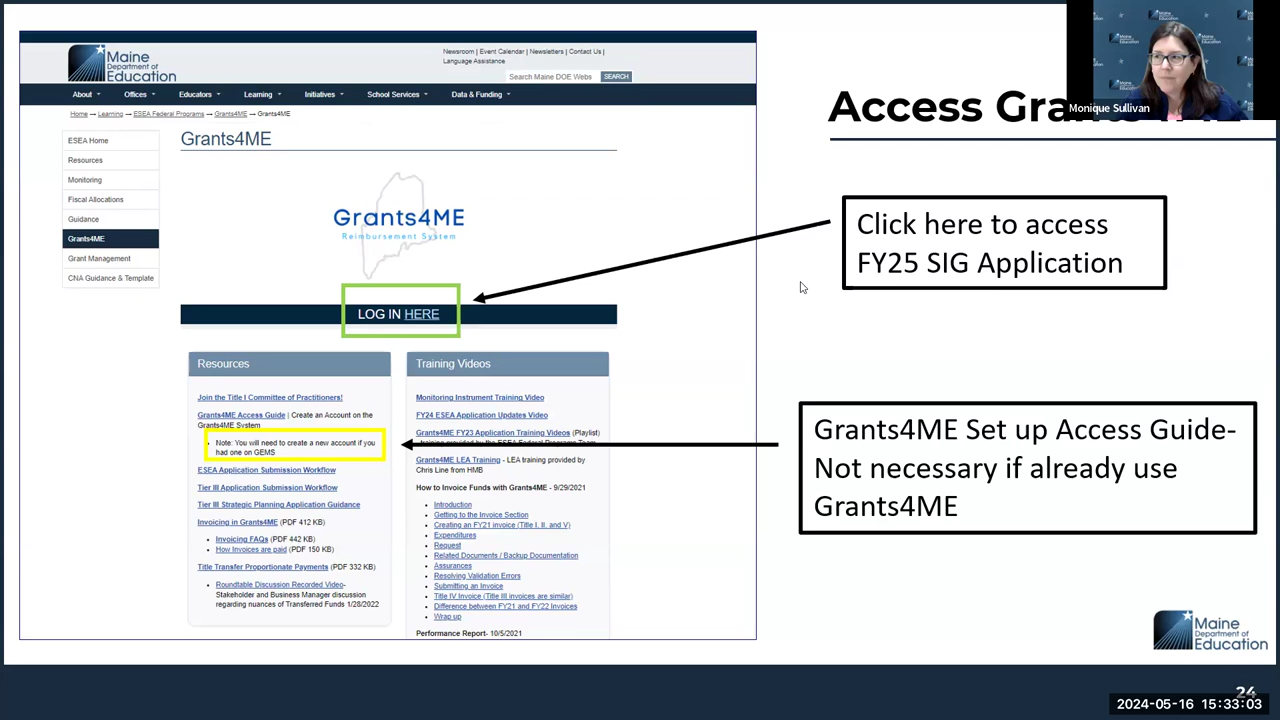 Maine
Department of
Education
Newsroom | Event Calendar | Newsletters | Contact Us |
Language Assistance
Search Maine DOE Webs
SEARCH
About
Offices
Educators
Learning
Initiatives
School Services
Data & Funding
Home → Learning → ESEA Federal Programs → Grants4ME → Grants4ME
ESEA Home
Resources
Monitoring
Fiscal Allocations
Guidance
Grants4ME
Grant Management
CNA Guidance & Template
Grants4ME
Grants4ME
Reimbursement System
LOG IN HERE
Resources
Join the Title I Committee of Practitioners!
Grants4ME Access Guide | Create an Account on the
Grants4ME System
Note: You will need to create a new account if you
had one on GEMS
ESEA Application Submission Workflow
Tier III Application Submission Workflow
Tier III Strategic Planning Application Guidance
Invoicing in Grants4ME (PDF 412 KB)
Invoicing FAQs (PDF 442 KB)
How Invoices are paid (PDF 150 KB)
Title Transfer Proportionate Payments (PDF 332 KB)
Roundtable Discussion Recorded Video-
Stakeholder and Business Manager discussion
regarding nuances of Transferred Funds 1/28/2022
Training Videos
Monitoring Instrument Training Video
FY24 ESEA Application Updates Video
Grants4ME FY23 Application Training Videos (Playlist)
- training provided by the ESEA Federal Programs Team
Grants4ME LEA Training - LEA training provided by
Chris Line from HMB
How to Invoice Funds with Grants4ME - 9/29/2021
Introduction
Getting to the Invoice Section
Creating an FY21 invoice (Title I, II, and V)
Expenditures
Request
Related Documents / Backup Documentation
Assurances
Resolving Validation Errors
Submitting an Invoice
Title IV Invoice (Title III invoices are similar)
Difference between FY21 and FY22 Invoices
Wrap up
Performance Report- 10/5/2021
Access
Monique Sullivan
Click here to access
FY25 SIG Application
Grants4ME Set up Access Guide-
Not necessary if already use
Grants4ME
Maine
Department of
Education
24
2024-05-16 15:33:03